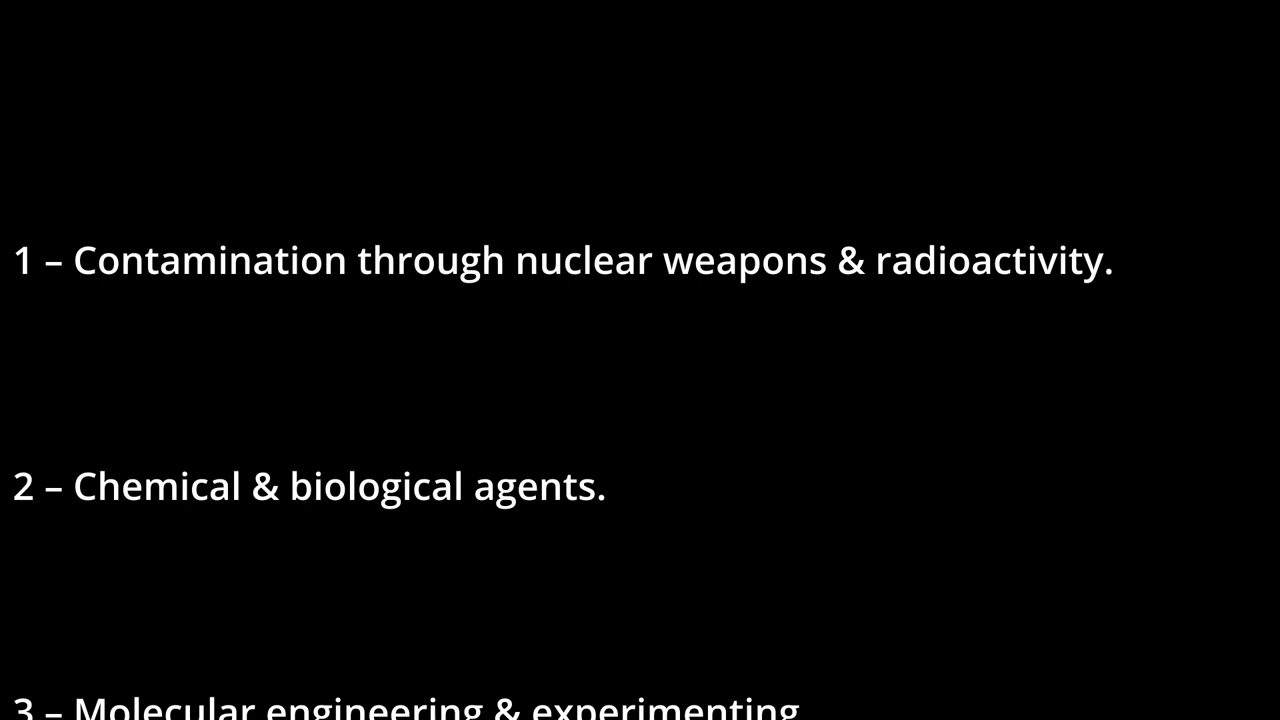 1 – Contamination through nuclear weapons & radioactivity.
2 – Chemical & biological agents.
3 – Molecular engineering & experimenting